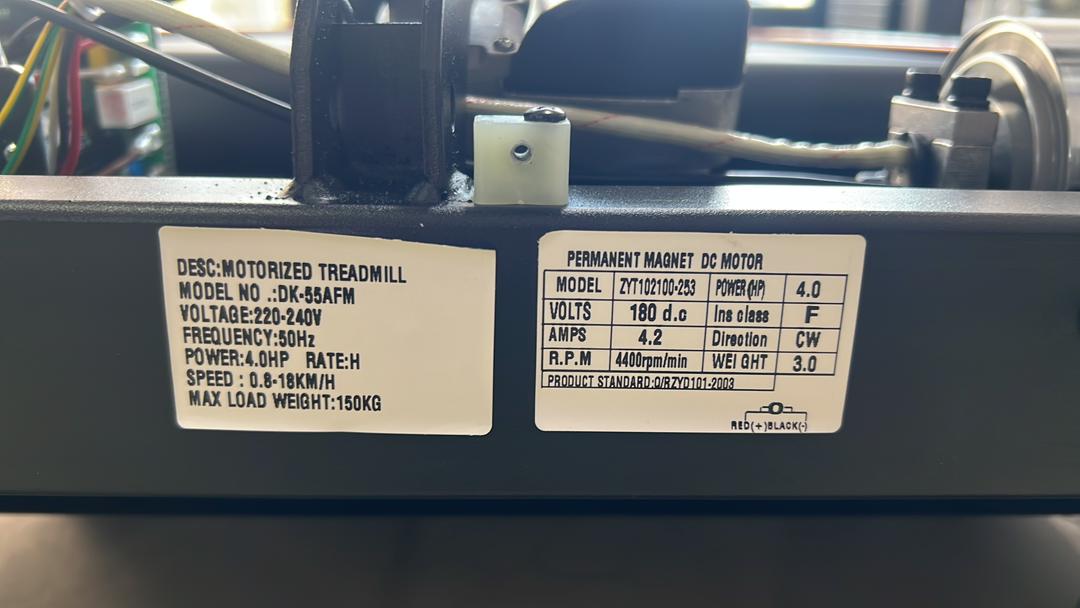 DESC:MOTORIZED TREADMILL
MODEL NO .:DK-55AFM
VOLTAGE:220-240V
FREQUENCY:50Hz
POWER:4.0HP RATE:H
SPEED : 0.8-18KM/H
MAX LOAD WEIGHT:150KG
PERMANENT MAGNET DC MOTOR
MODEL ZYT102100-253 POWER(HP) 4.0
VOLTS 180 d.c Ins class F
AMPS 4.2 Direction CW
R.P.M 4400rpm/min WEI GHT 3.0
PRODUCT STANDARD:Q/RZYD101-2003
RED(+)BLACK(-)